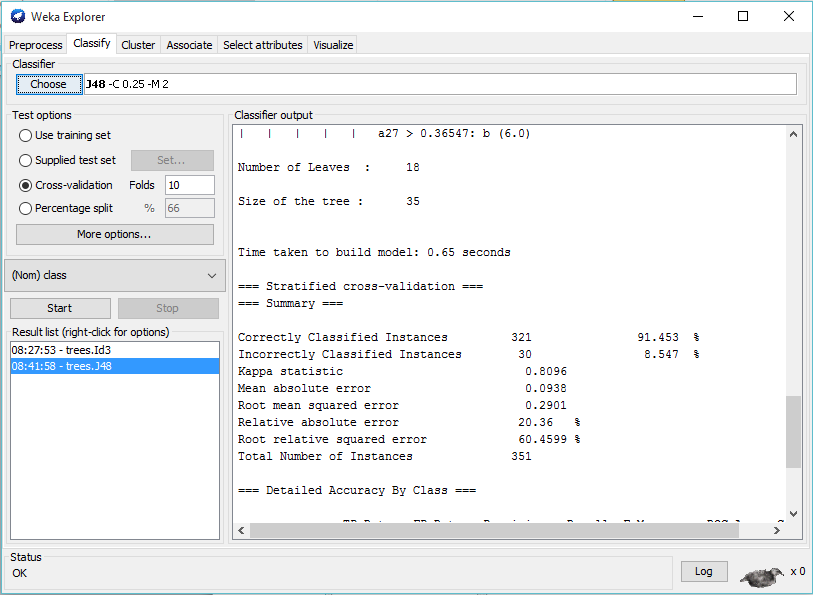 Weka Explorer
Preprocess Classify Cluster Associate Select attributes Visualize
Classifier
Choose J48 -C 0.25 -M 2
Test options
Use training set
Supplied test set Set...
Cross-validation Folds 10
Percentage split % 66
More options...
(Nom) class
Start Stop
Result list (right-click for options)
08:27:53 - trees.Id3
08:41:58 - trees.J48
Classifier output
| | | | | a27 > 0.36547: b (6.0)
Number of Leaves : 18
Size of the tree : 35
Time taken to build model: 0.65 seconds
=== Stratified cross-validation ===
=== Summary ===
Correctly Classified Instances 321 91.453 %
Incorrectly Classified Instances 30 8.547 %
Kappa statistic 0.8096
Mean absolute error 0.0938
Root mean squared error 0.2901
Relative absolute error 20.36 %
Root relative squared error 60.4599 %
Total Number of Instances 351
=== Detailed Accuracy By Class ===
Status
OK
Log x 0